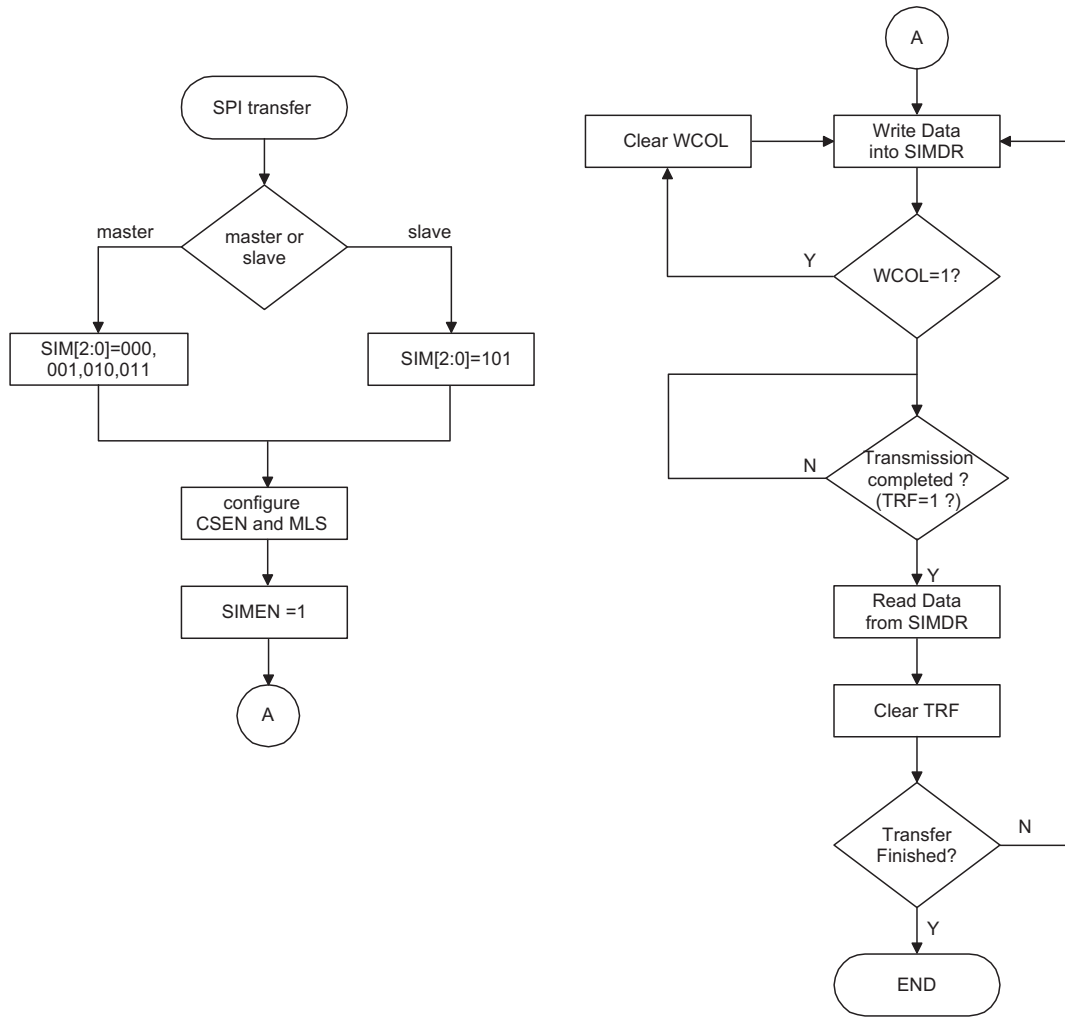 SPI transfer
master or
slave
master
slave
SIM[2:0]=000,
001,010,011
SIM[2:0]=101
configure
CSEN and MLS
SIMEN =1
A
A
Clear WCOL
Write Data
into SIMDR
Y
WCOL=1?
N
Transmission
completed ?
(TRF=1 ?)
Y
Read Data
from SIMDR
Clear TRF
Transfer
Finished?
N
Y
END